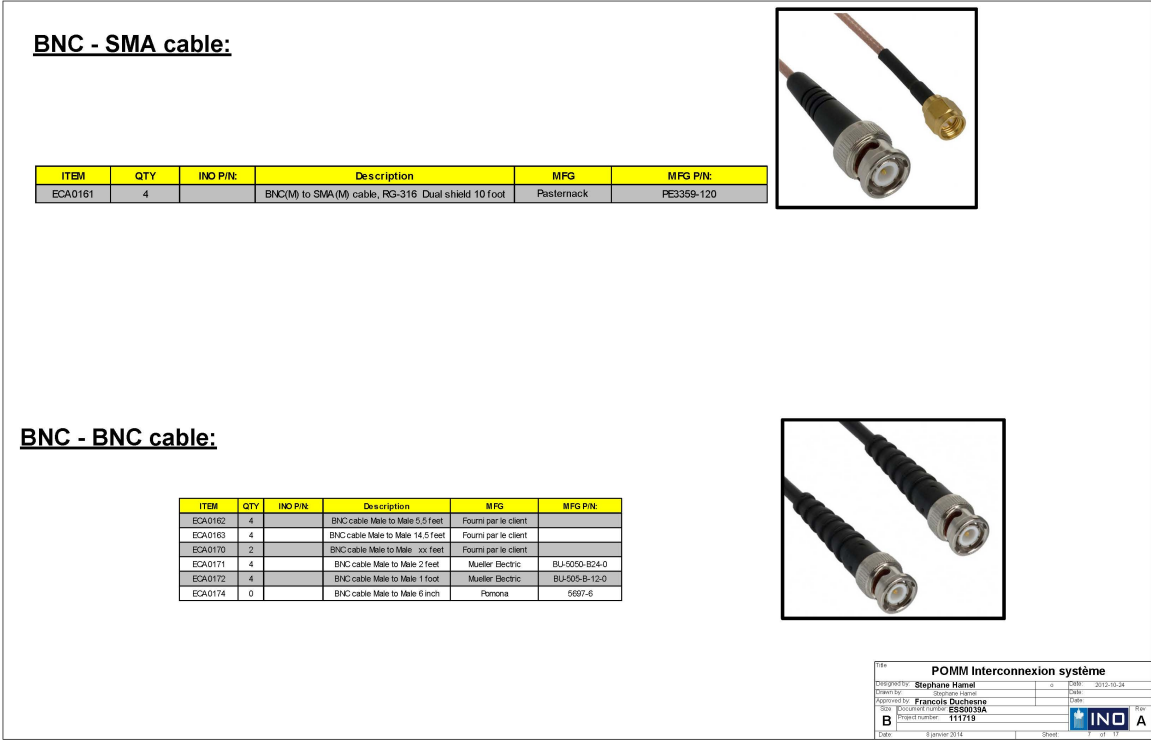 BNC - SMA cable:
ITEM QTY INO P/N: Description MFG MFG P/N:
ECA0161 4 BNC(M) to SMA(M) cable, RG-316 Dual shield 10 foot Pasternack PE3359-120
BNC - BNC cable:
ITEM QTY INO P/N: Description MFG MFG P/N:
ECA0162 4 BNC cable Male to Male 5,5 feet Fourni par le client
ECA0163 4 BNC cable Male to Male 14,5 feet Fourni par le client
ECA0170 2 BNC cable Male to Male xx feet Fourni par le client
ECA0171 4 BNC cable Male to Male 2 feet Mueller Electric BU-5050-B24-0
ECA0172 4 BNC cable Male to Male 1 foot Mueller Electric BU-505-B-12-0
ECA0174 0 BNC cable Male to Male 6 inch Pomona 5697-6
Title
POMM Interconnexion système
Designed by: Stephane Hamel Date: 2012-10-24
Drawn by: Stephane Hamel Date:
Approved by: Francois Duchesne Date:
Size Document number: ESS0039A Rev
B Project number: 111719 INO A
Date: 8 janvier 2014 Sheet: 7 of 17